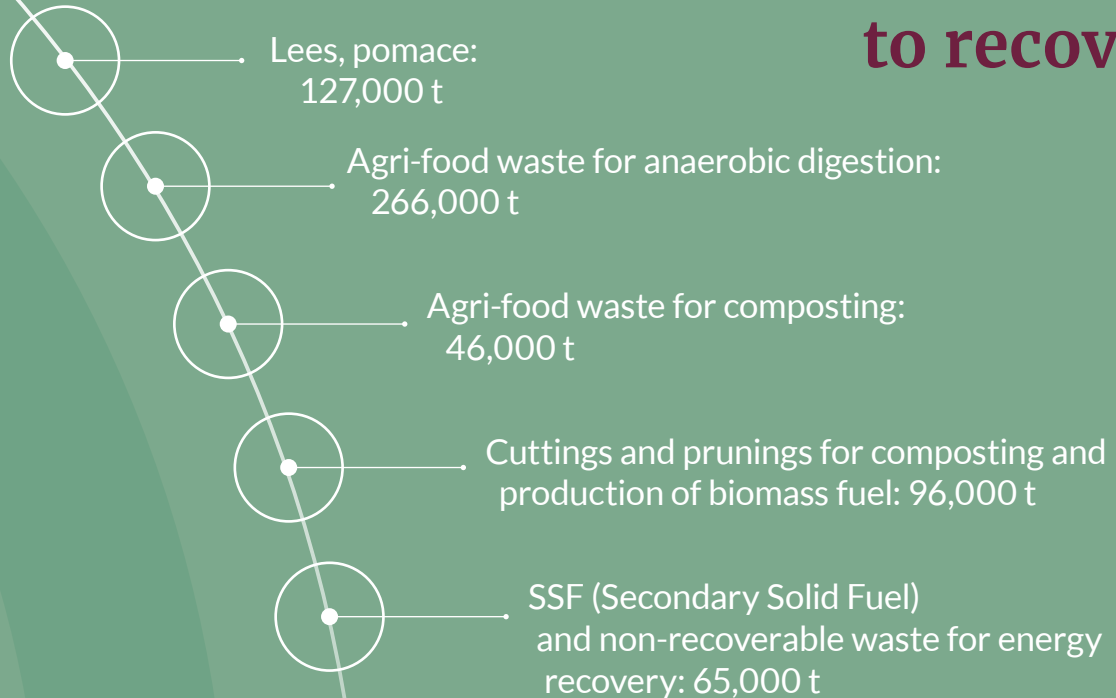 to recov
Lees, pomace:
127,000 t
Agri-food waste for anaerobic digestion:
266,000 t
Agri-food waste for composting:
46,000 t
Cuttings and prunings for composting and
production of biomass fuel: 96,000 t
SSF (Secondary Solid Fuel)
and non-recoverable waste for energy
recovery: 65,000 t